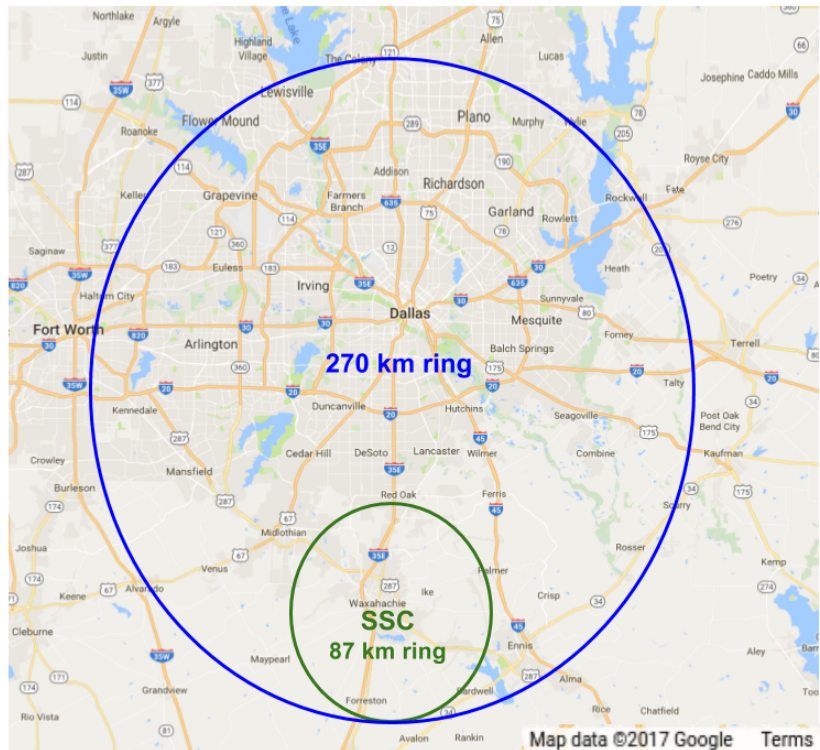 Northlake
Argyle
Justin
Highland
Village
The Colony
Allen
Lucas
Josephine
Caddo Mills
Lewisville
Flower Mound
Plano
Murphy
Wylie
Roanoke
Addison
Richardson
Royse City
Fate
Keller
Grapevine
Farmers
Branch
Garland
Rowlett
Rockwall
Saginaw
Euless
Irving
Heath
Poetry
Haltom City
Dallas
Sunnyvale
Fort Worth
Arlington
Mesquite
Forney
Terrell
Balch Springs
270 km ring
Talty
Kennedale
Duncanville
Hutchins
Seagoville
Post Oak
Bend City
Crowley
Mansfield
Cedar Hill
DeSoto
Lancaster
Wilmer
Combine
Kaufman
Burleson
Red Oak
Ferris
Scurry
Midlothian
Joshua
Venus
Palmer
Rosser
Kemp
Keene
Alvarado
Ike
Crisp
Waxahachie
SSC
87 km ring
Cleburne
Maypearl
Ennis
Aley
Grandview
Bardwell
Alma
Forreston
Rice
Chatfield
Rio Vista
Avalon
Rankin
Map data ©2017 Google
Terms